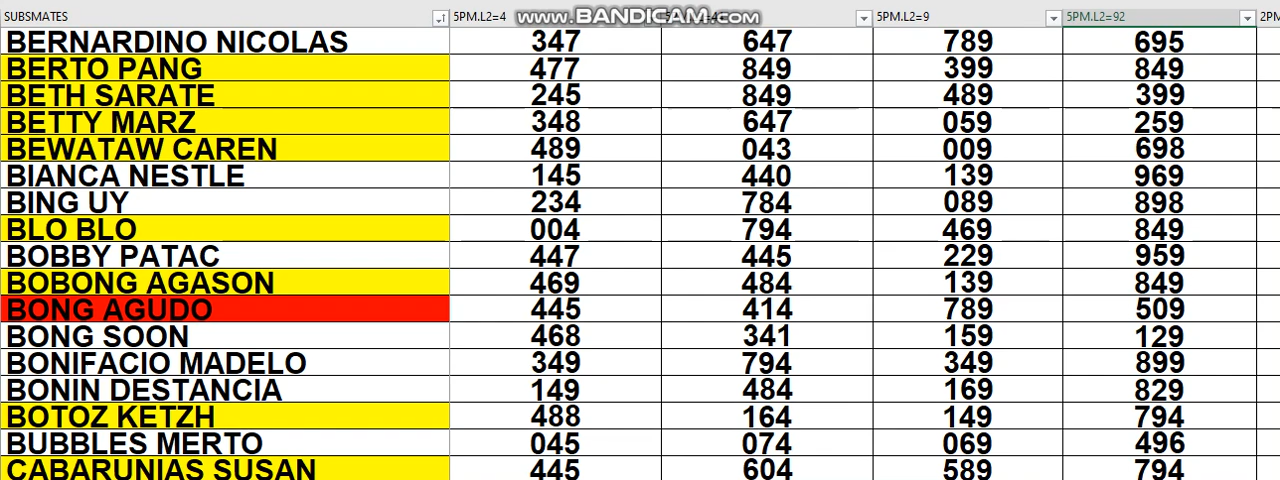 SUBSMATES 5PM.L2=4 www.BANDICAM.com 5PM.L2=9 5PM.L2=92 2PM
BERNARDINO NICOLAS 347 647 789 695
BERTO PANG 477 849 399 849
BETH SARATE 245 849 489 399
BETTY MARZ 348 647 059 259
BEWATAW CAREN 489 043 009 698
BIANCA NESTLE 145 440 139 969
BING UY 234 784 089 898
BLO BLO 004 794 469 849
BOBBY PATAC 447 445 229 959
BOBONG AGASON 469 484 139 849
BONG AGUDO 445 414 789 509
BONG SOON 468 341 159 129
BONIFACIO MADELO 349 794 349 899
BONIN DESTANCIA 149 484 169 829
BOTOZ KETZH 488 164 149 794
BUBBLES MERTO 045 074 069 496
CABARUNIAS SUSAN 445 604 589 794